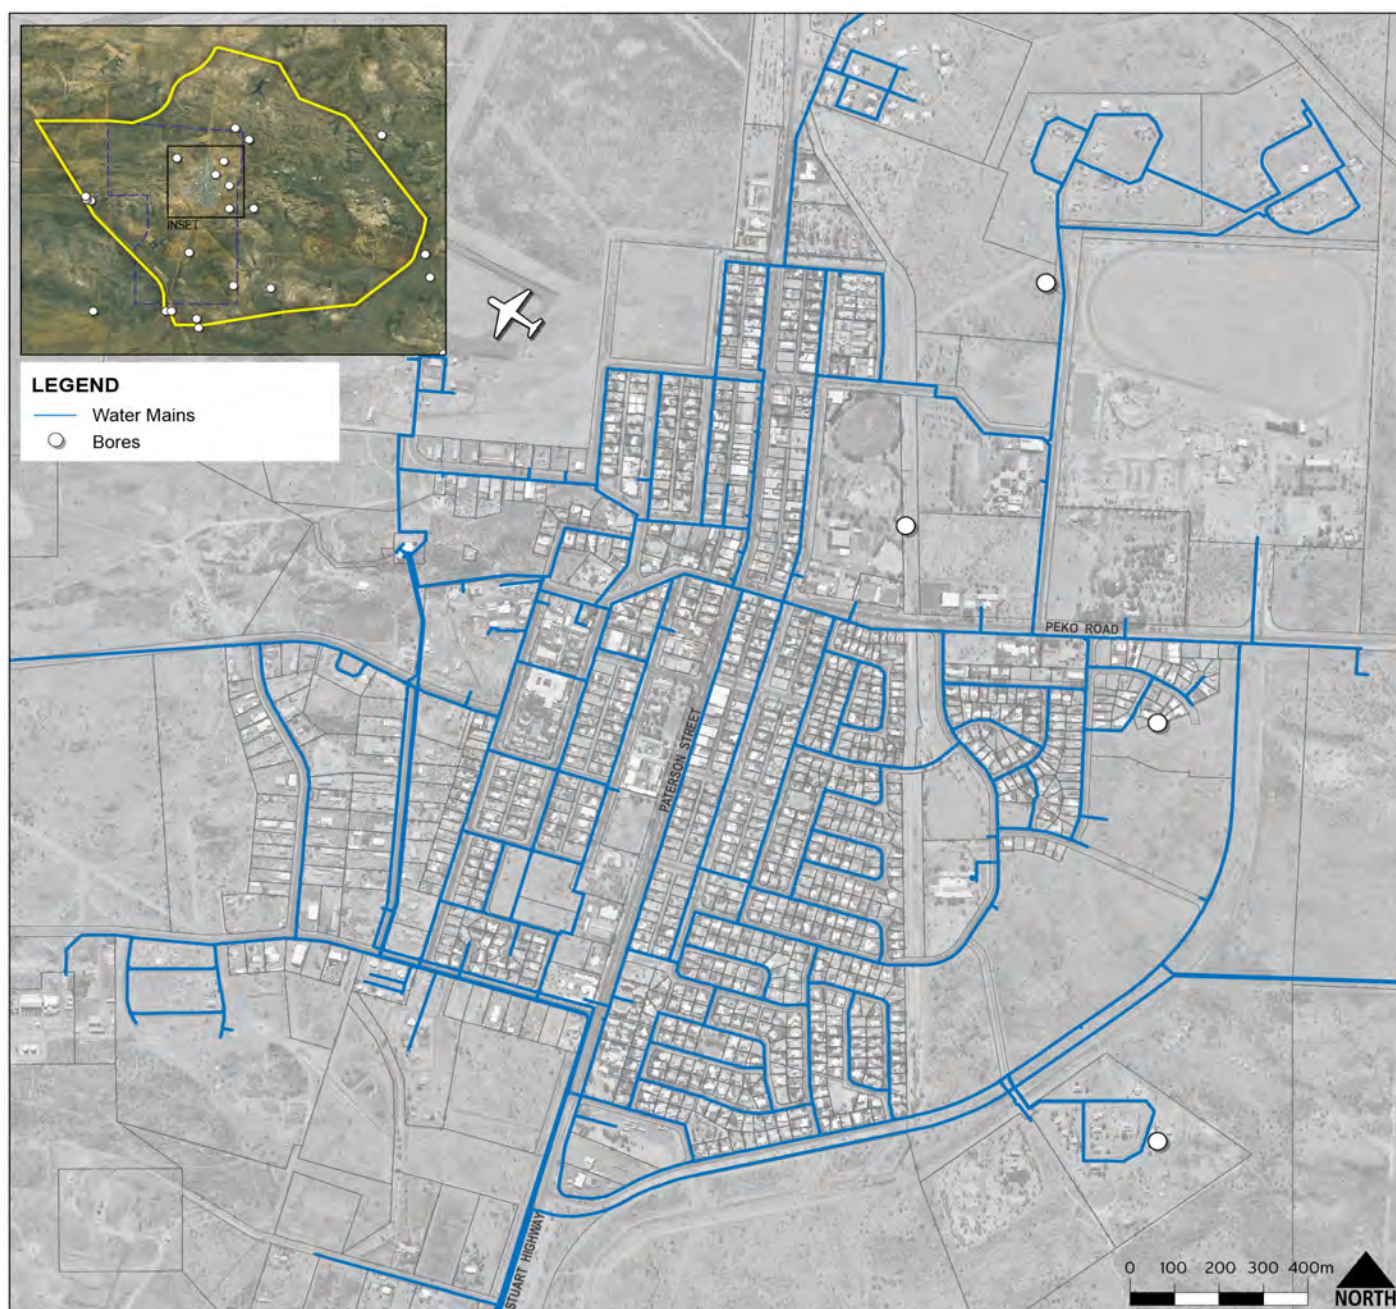 INSET
LEGEND
Water Mains
Bores
PEKO ROAD
PATERSON STREET
STUART HIGHWAY
0 100 200 300 400m
NORTH